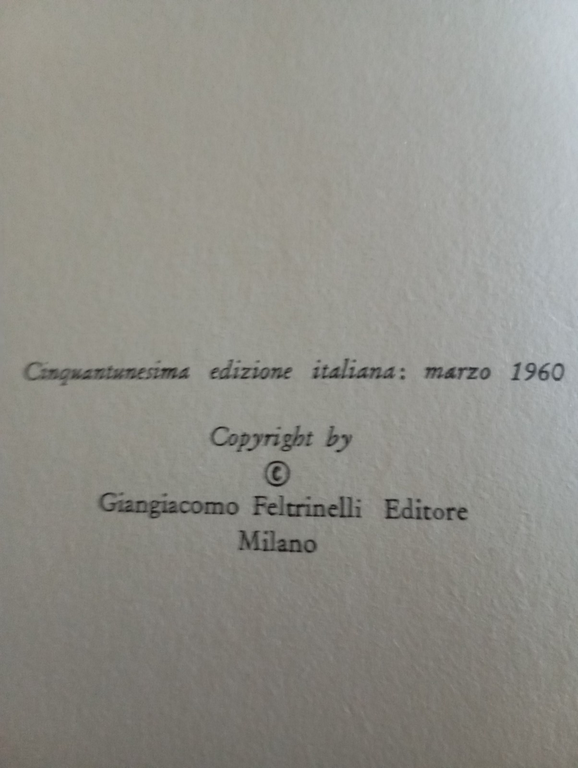 Cinquantunesima edizione italiana: marzo 1960
Copyright by
©
Giangiacomo Feltrinelli Editore
Milano